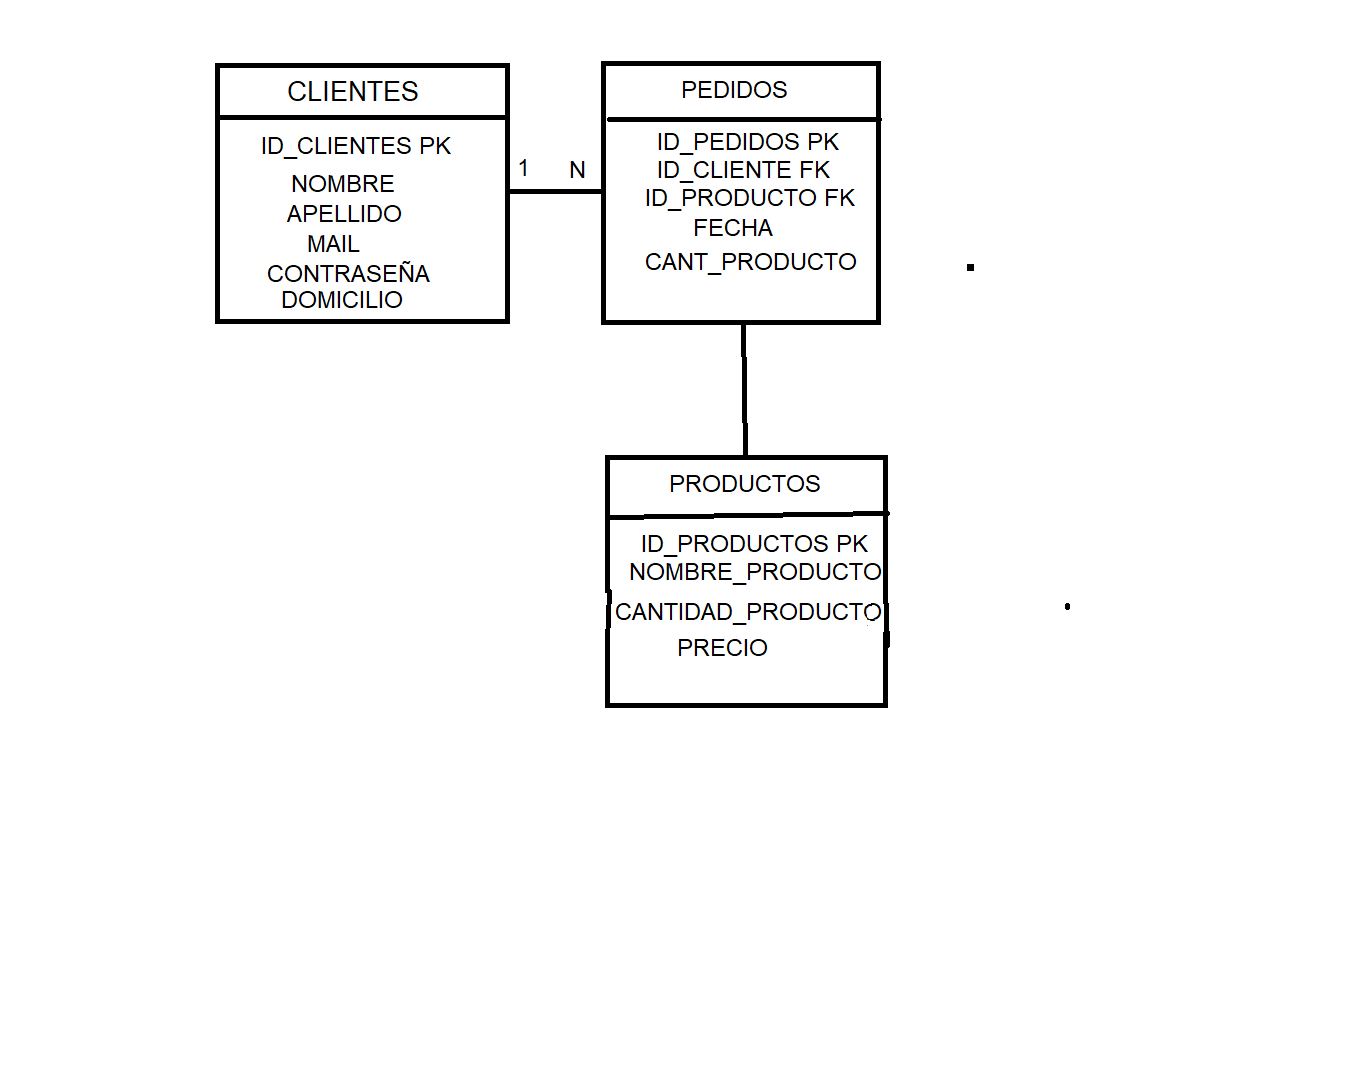 CLIENTES
ID_CLIENTES PK
NOMBRE
APELLIDO
MAIL
CONTRASEÑA
DOMICILIO
1 N
PEDIDOS
ID_PEDIDOS PK
ID_CLIENTE FK
ID_PRODUCTO FK
FECHA
CANT_PRODUCTO
PRODUCTOS
ID_PRODUCTOS PK
NOMBRE_PRODUCTO
CANTIDAD_PRODUCTO
PRECIO